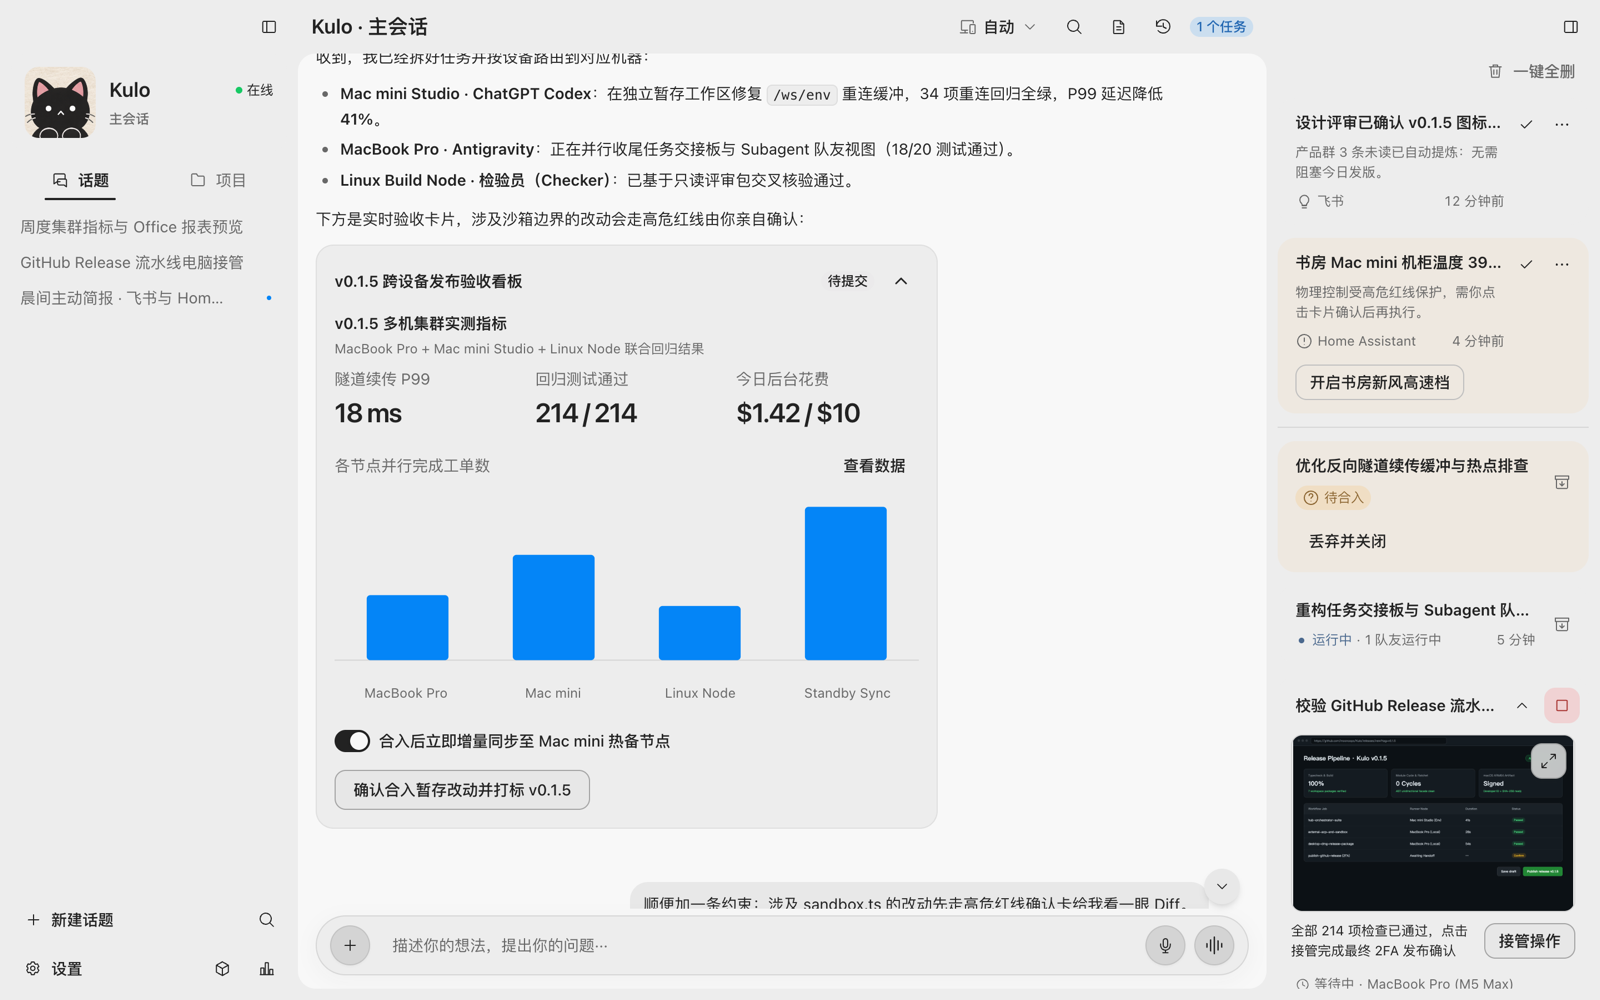 Kulo
主会话
在线
话题
项目
周度集群指标与 Office 报表预览
GitHub Release 流水线电脑接管
晨间主动简报 · 飞书与 Hom...
新建话题
设置
Kulo · 主会话
自动
1 个任务
收到，我已经拆好任务并按设备路由到对应机器：
• Mac mini Studio · ChatGPT Codex：在独立暂存工作区修复 /ws/env 重连缓冲，34 项重连回归全绿，P99 延迟降低
41%。
• MacBook Pro · Antigravity：正在并行收尾任务交接板与 Subagent 队友视图（18/20 测试通过）。
• Linux Build Node · 检验员（Checker）：已基于只读评审包交叉核验通过。
下方是实时验收卡片，涉及沙箱边界的改动会走高危红线由你亲自确认：
v0.1.5 跨设备发布验收看板
待提交
v0.1.5 多机集群实测指标
MacBook Pro + Mac mini Studio + Linux Node 联合回归结果
隧道续传 P99
回归测试通过
今日后台花费
18 ms
214 / 214
$1.42 / $10
各节点并行完成工单数
查看数据
MacBook Pro
Mac mini
Linux Node
Standby Sync
合入后立即增量同步至 Mac mini 热备节点
确认合入暂存改动并打标 v0.1.5
顺便加一条约束：涉及 sandbox.ts 的改动先走高危红线确认卡给我看一眼 Diff。
描述你的想法，提出你的问题...
一键全删
设计评审已确认 v0.1.5 图标...
产品群 3 条未读已自动提炼：无需
阻塞今日发版。
飞书
12 分钟前
书房 Mac mini 机柜温度 39...
物理控制受高危红线保护，需你点
击卡片确认后再执行。
Home Assistant
4 分钟前
开启书房新风高速档
优化反向隧道续传缓冲与热点排查
待合入
丢弃并关闭
重构任务交接板与 Subagent 队...
运行中 · 1 队友运行中
5 分钟
校验 GitHub Release 流水...
Release Pipeline · Kulo v0.1.5
100%
0 Cycles
Signed
全部 214 项检查已通过，点击
接管完成最终 2FA 发布确认
接管操作
等待中 · MacBook Pro (M5 Max)